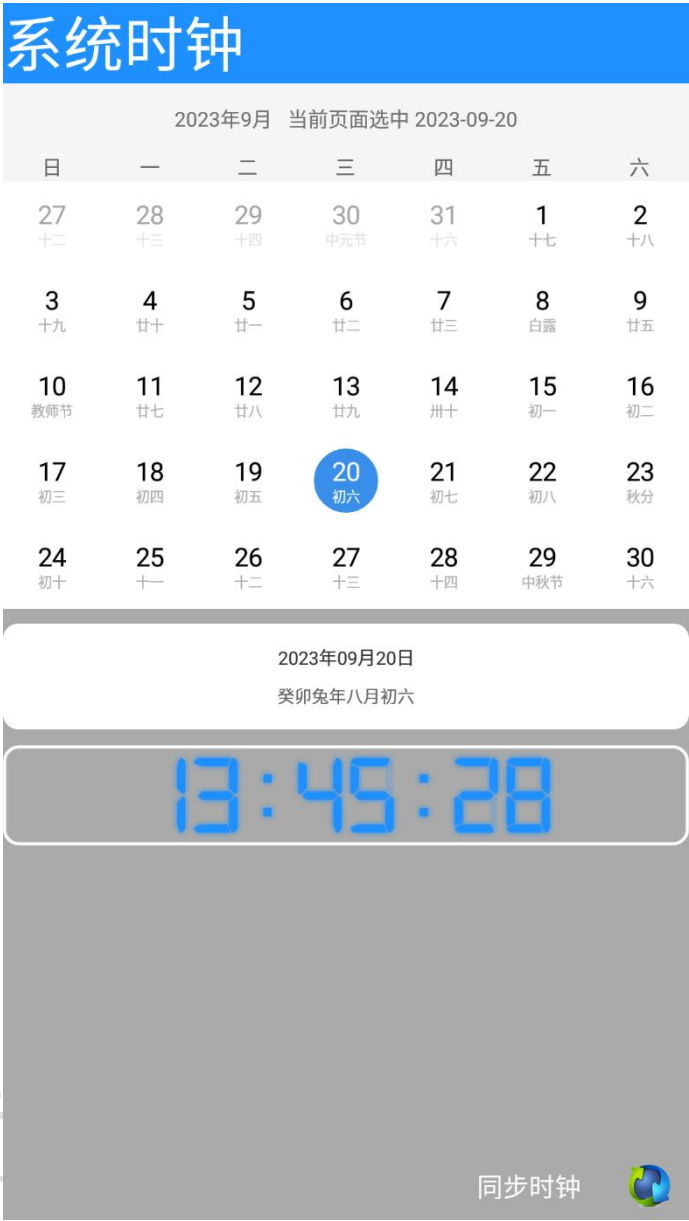 系统时钟
2023年9月 当前页面选中 2023-09-20
日 一 二 三 四 五 六
27 28 29 30 31 1 2
十二 十三 十四 中元节 十六 十七 十八
3 4 5 6 7 8 9
十九 廿十 廿一 廿二 廿三 白露 廿五
10 11 12 13 14 15 16
教师节 廿七 廿八 廿九 卅十 初一 初二
17 18 19 20 21 22 23
初三 初四 初五 初六 初七 初八 秋分
24 25 26 27 28 29 30
初十 十一 十二 十三 十四 中秋节 十六
2023年09月20日
癸卯兔年八月初六
13:45:28
同步时钟